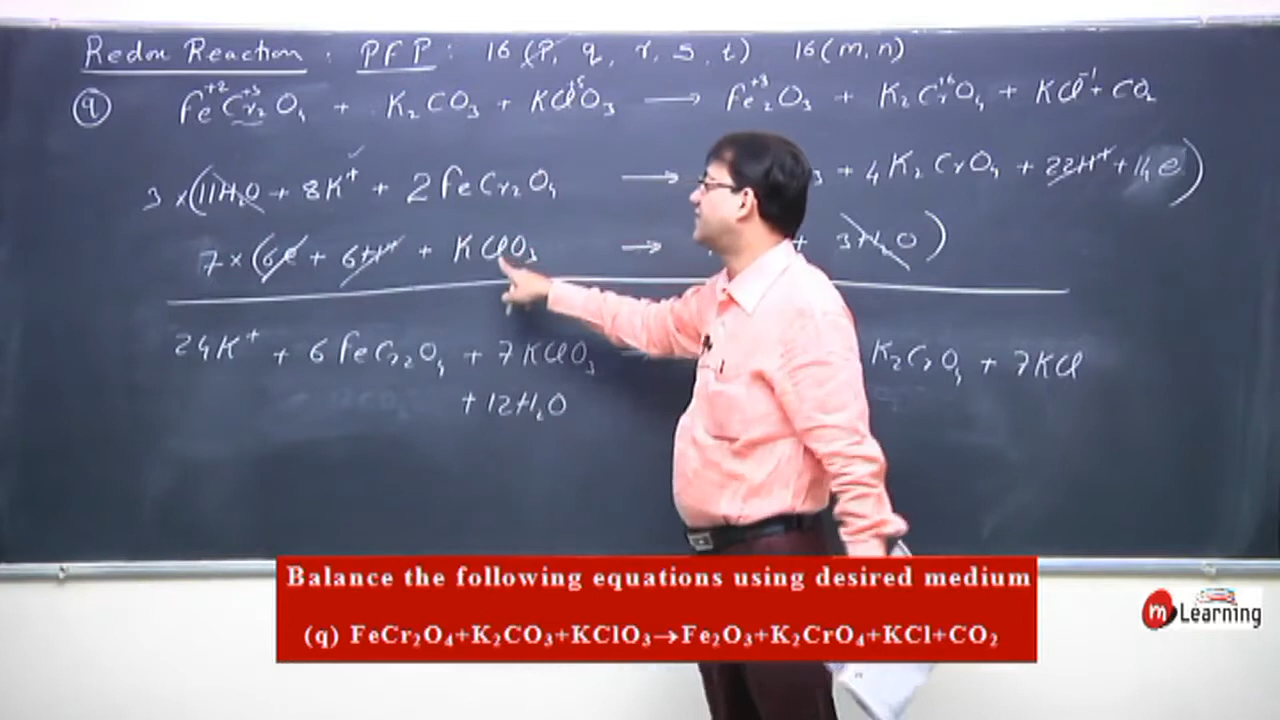 Redox Reaction : PFP : 16 (p, q, r, s, t) 16(m, n)
(q) Fe⁺²Cr₂⁺³O₄ + K₂CO₃ + KCl⁺⁵O₃ → Fe₂⁺³O₃ + K₂Cr⁺⁶O₄ + KCl⁻¹ + CO₂
3 × (11H₂O + 8K⁺ + 2FeCr₂O₄ → 3 + 4K₂CrO₄ + 22H⁺ + 14e)
7 × (6e + 6H⁺ + KClO₃ → + 3H₂O)
24K⁺ + 6FeCr₂O₄ + 7KClO₃ → K₂CrO₄ + 7KCl
+ 12H₂O
Balance the following equations using desired medium
(q) FeCr₂O₄+K₂CO₃+KClO₃→Fe₂O₃+K₂CrO₄+KCl+CO₂
m Learning